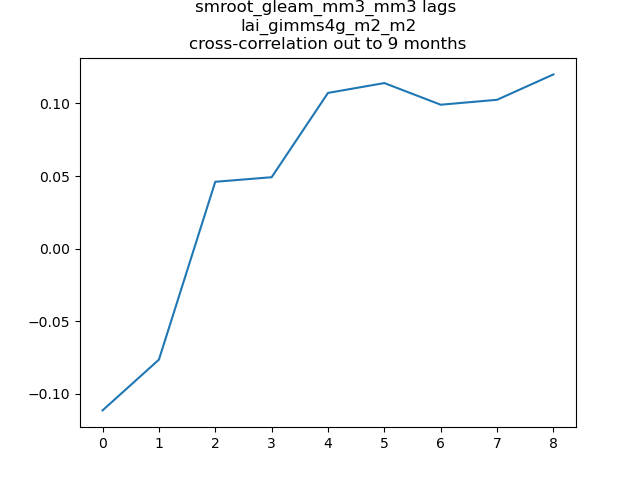 smroot_gleam_mm3_mm3 lags
lai_gimms4g_m2_m2
cross-correlation out to 9 months
0.10
0.05
0.00
−0.05
−0.10
0 1 2 3 4 5 6 7 8